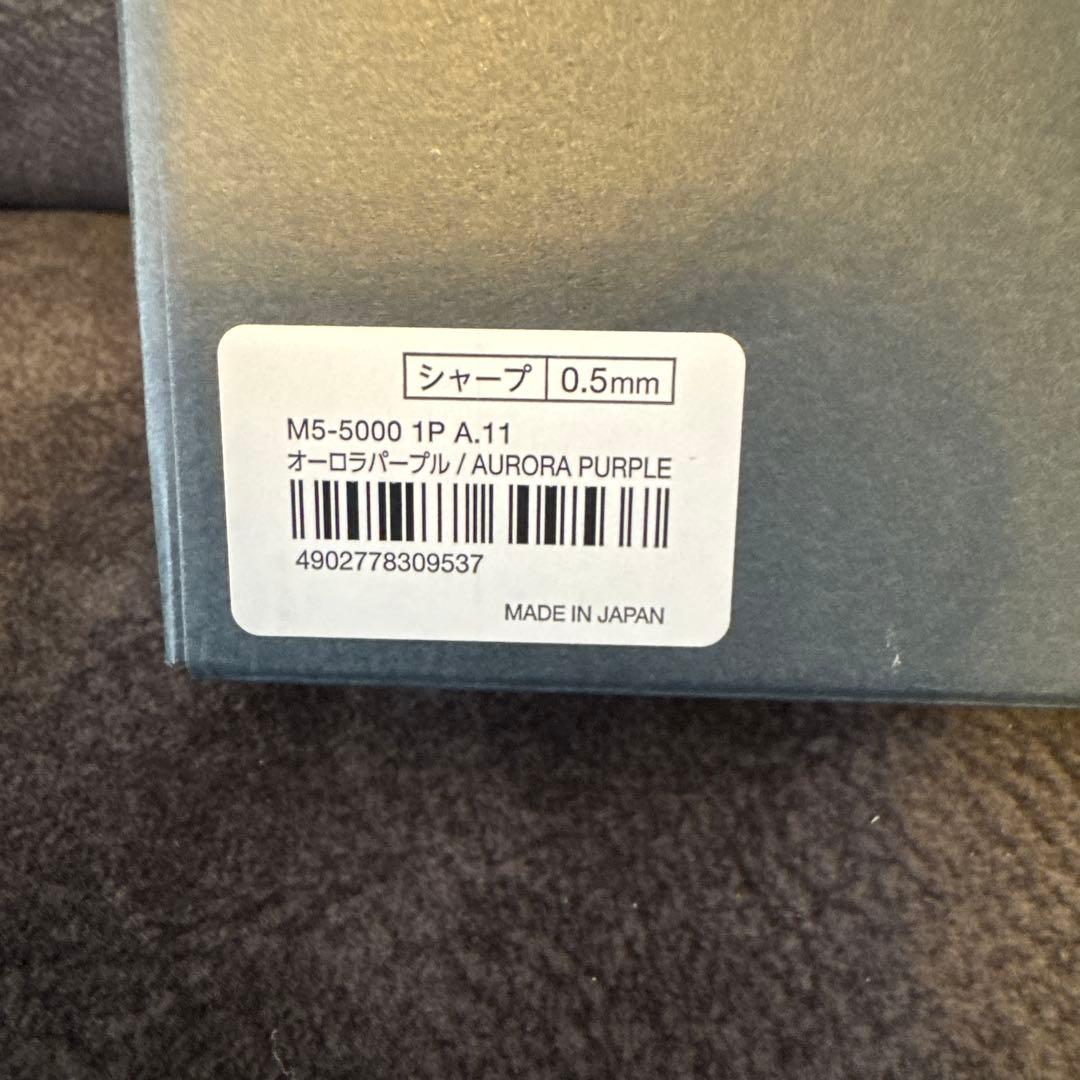 シャープ 0.5mm
M5-5000 1P A.11
オーロラパープル / AURORA PURPLE
4902778309537
MADE IN JAPAN